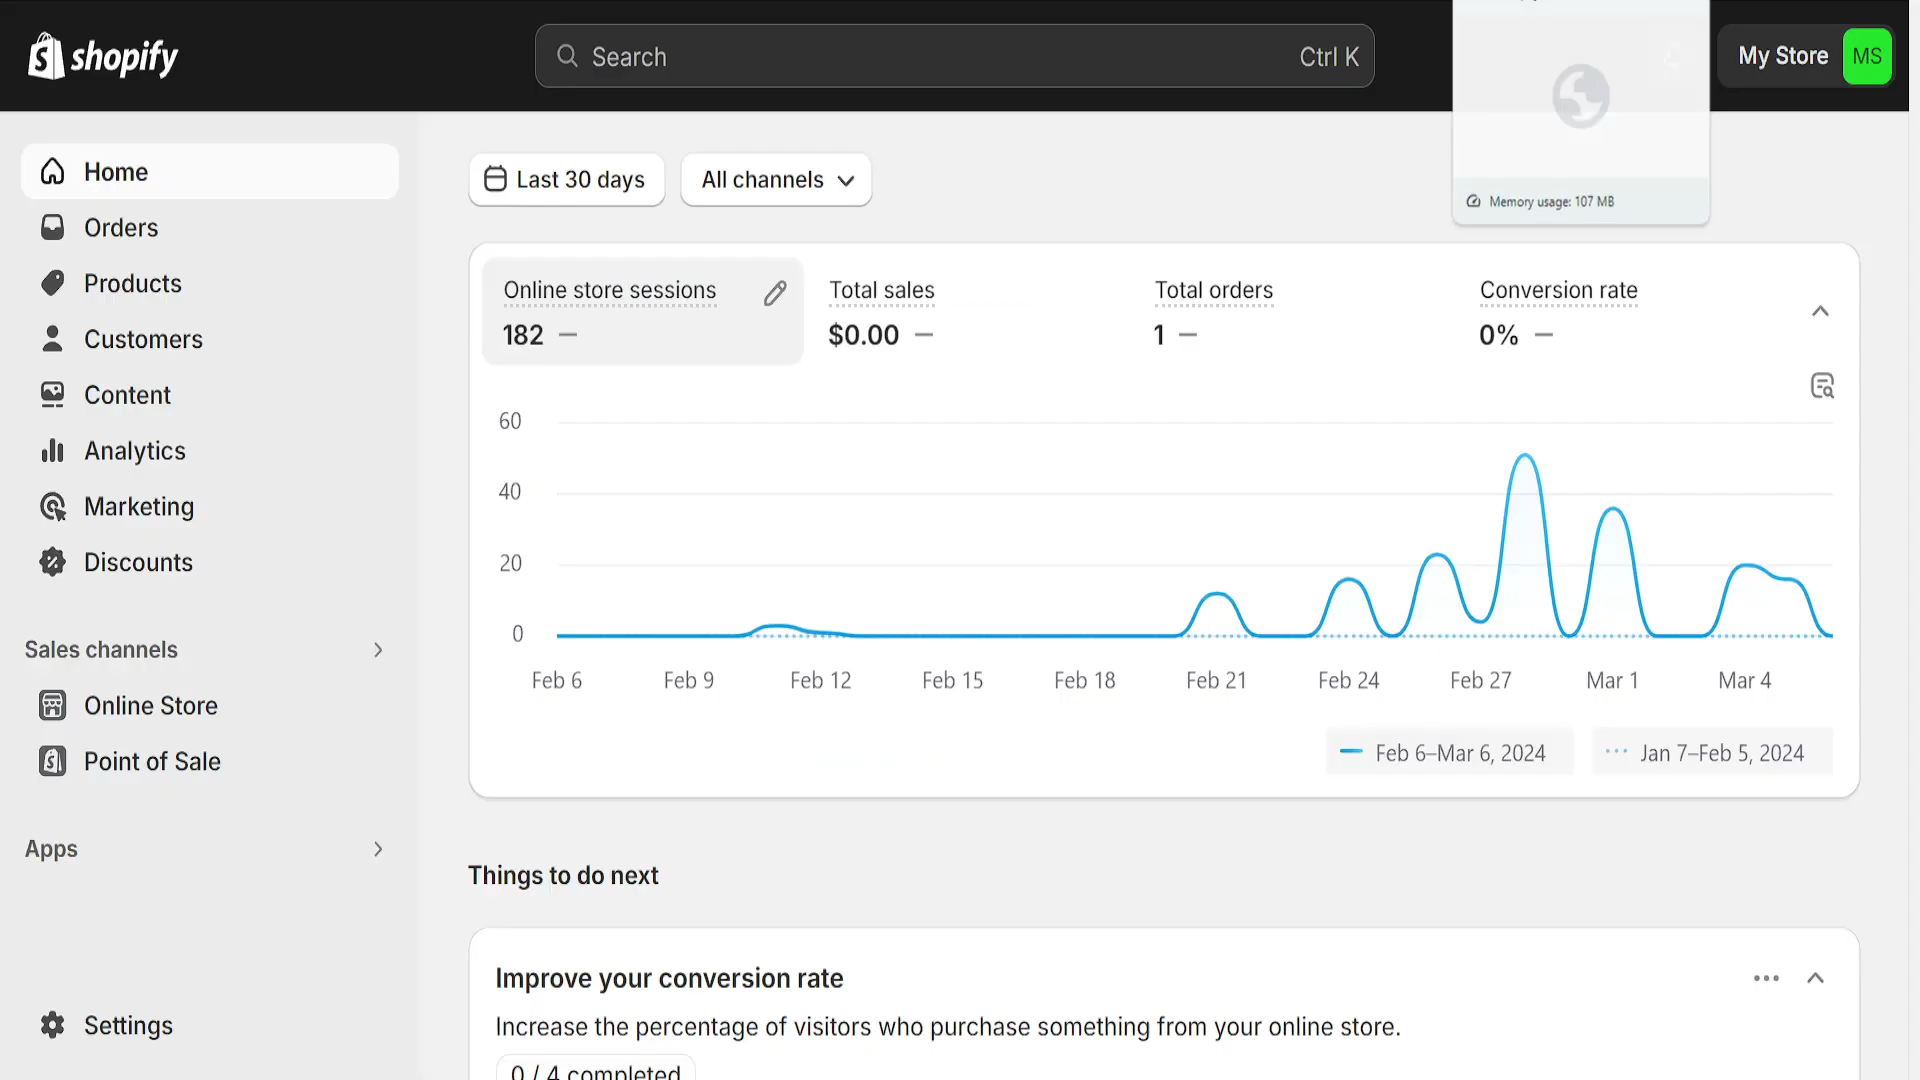 shopify
Search
Ctrl K
My Store
MS
Memory usage: 107 MB
Home
Orders
Products
Customers
Content
Analytics
Marketing
Discounts
Sales channels
Online Store
Point of Sale
Apps
Settings
Last 30 days
All channels
Online store sessions
182 —
Total sales
$0.00 —
Total orders
1 —
Conversion rate
0% —
60
40
20
0
Feb 6
Feb 9
Feb 12
Feb 15
Feb 18
Feb 21
Feb 24
Feb 27
Mar 1
Mar 4
Feb 6–Mar 6, 2024
Jan 7–Feb 5, 2024
Things to do next
Improve your conversion rate
Increase the percentage of visitors who purchase something from your online store.
0 / 4 completed